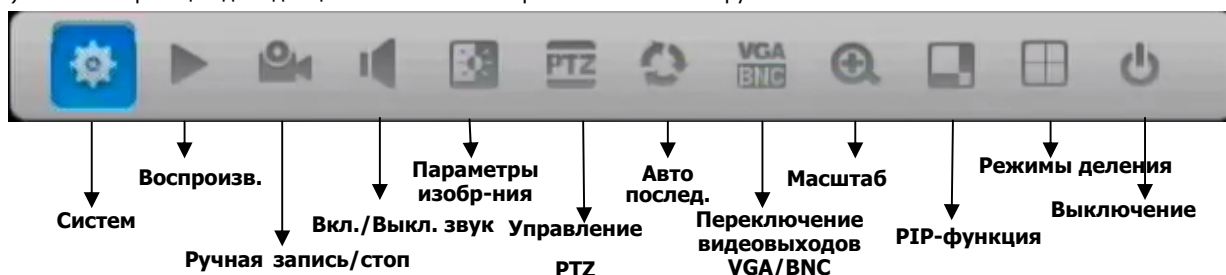 PTZ
VGA
BNC
Воспроизв.
Параметры
изобр-ния
Авто
послед.
Масштаб
Режимы деления
Систем
Вкл./Выкл. звук
Управление
PTZ
Переключение
видеовыходов
VGA/BNC
PIP-функция
Выключение
Ручная запись/стоп